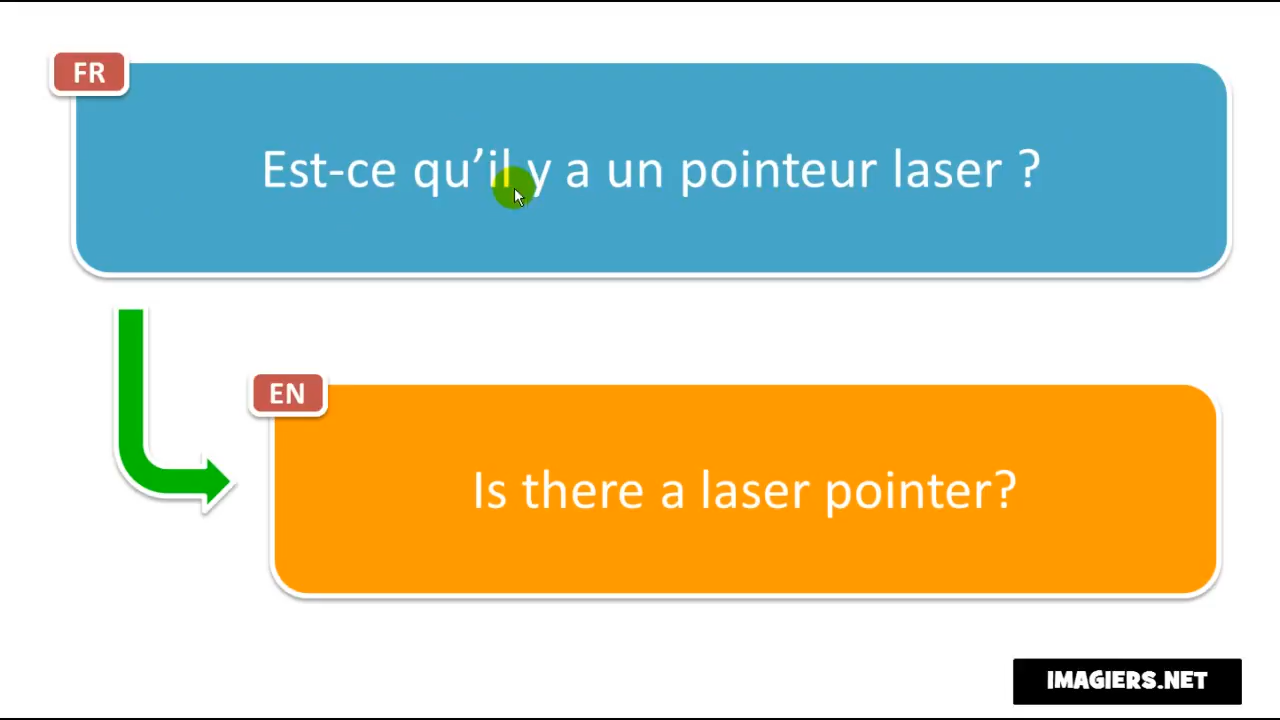 FR
Est-ce qu’il y a un pointeur laser ?
EN
Is there a laser pointer?
IMAGIERS.NET